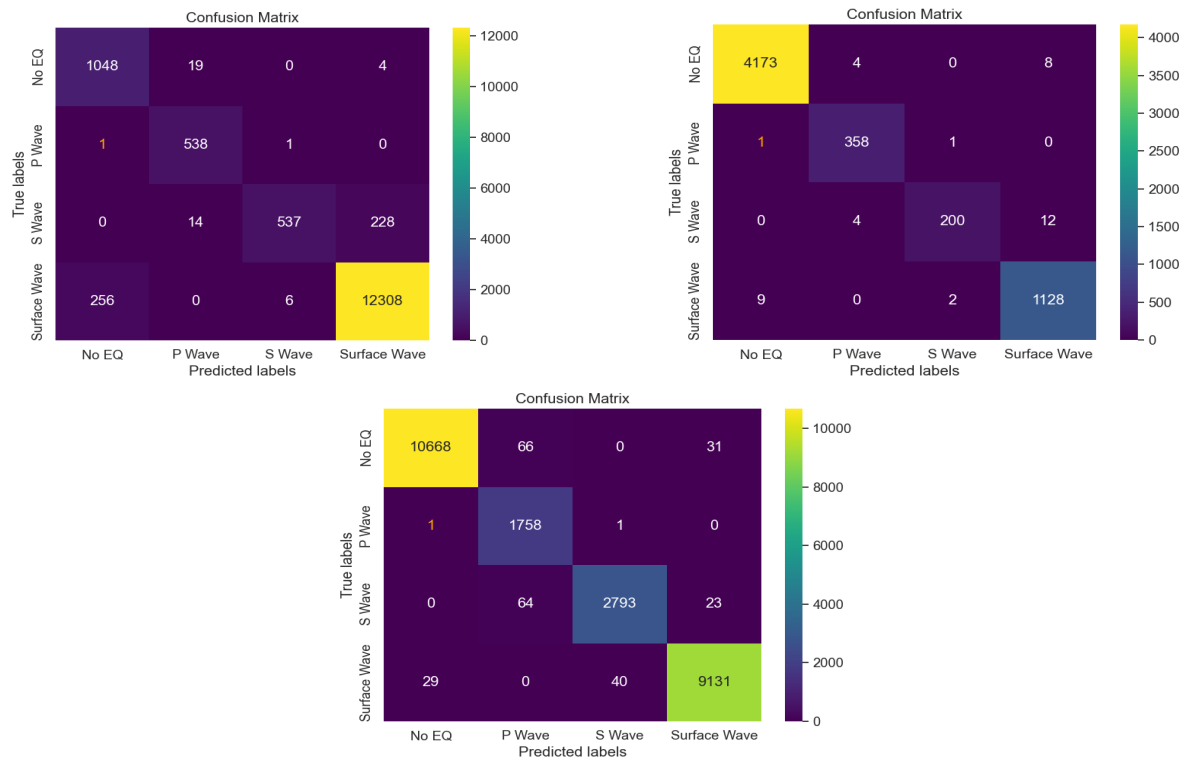 Confusion Matrix
No EQ 1048 19 0 4 12000
10000
P Wave 1 538 1 0 8000
True labels 6000
S Wave 0 14 537 228 4000
2000
Surface Wave 256 0 6 12308 0
No EQ P Wave S Wave Surface Wave
Predicted labels
Confusion Matrix
No EQ 4173 4 0 8 4000
3500
3000
P Wave 1 358 1 0 2500
True labels 2000
S Wave 0 4 200 12 1500
1000
Surface Wave 9 0 2 1128 500
0
No EQ P Wave S Wave Surface Wave
Predicted labels
Confusion Matrix
No EQ 10668 66 0 31 10000
8000
P Wave 1 1758 1 0 6000
True labels
S Wave 0 64 2793 23 4000
2000
Surface Wave 29 0 40 9131 0
No EQ P Wave S Wave Surface Wave
Predicted labels